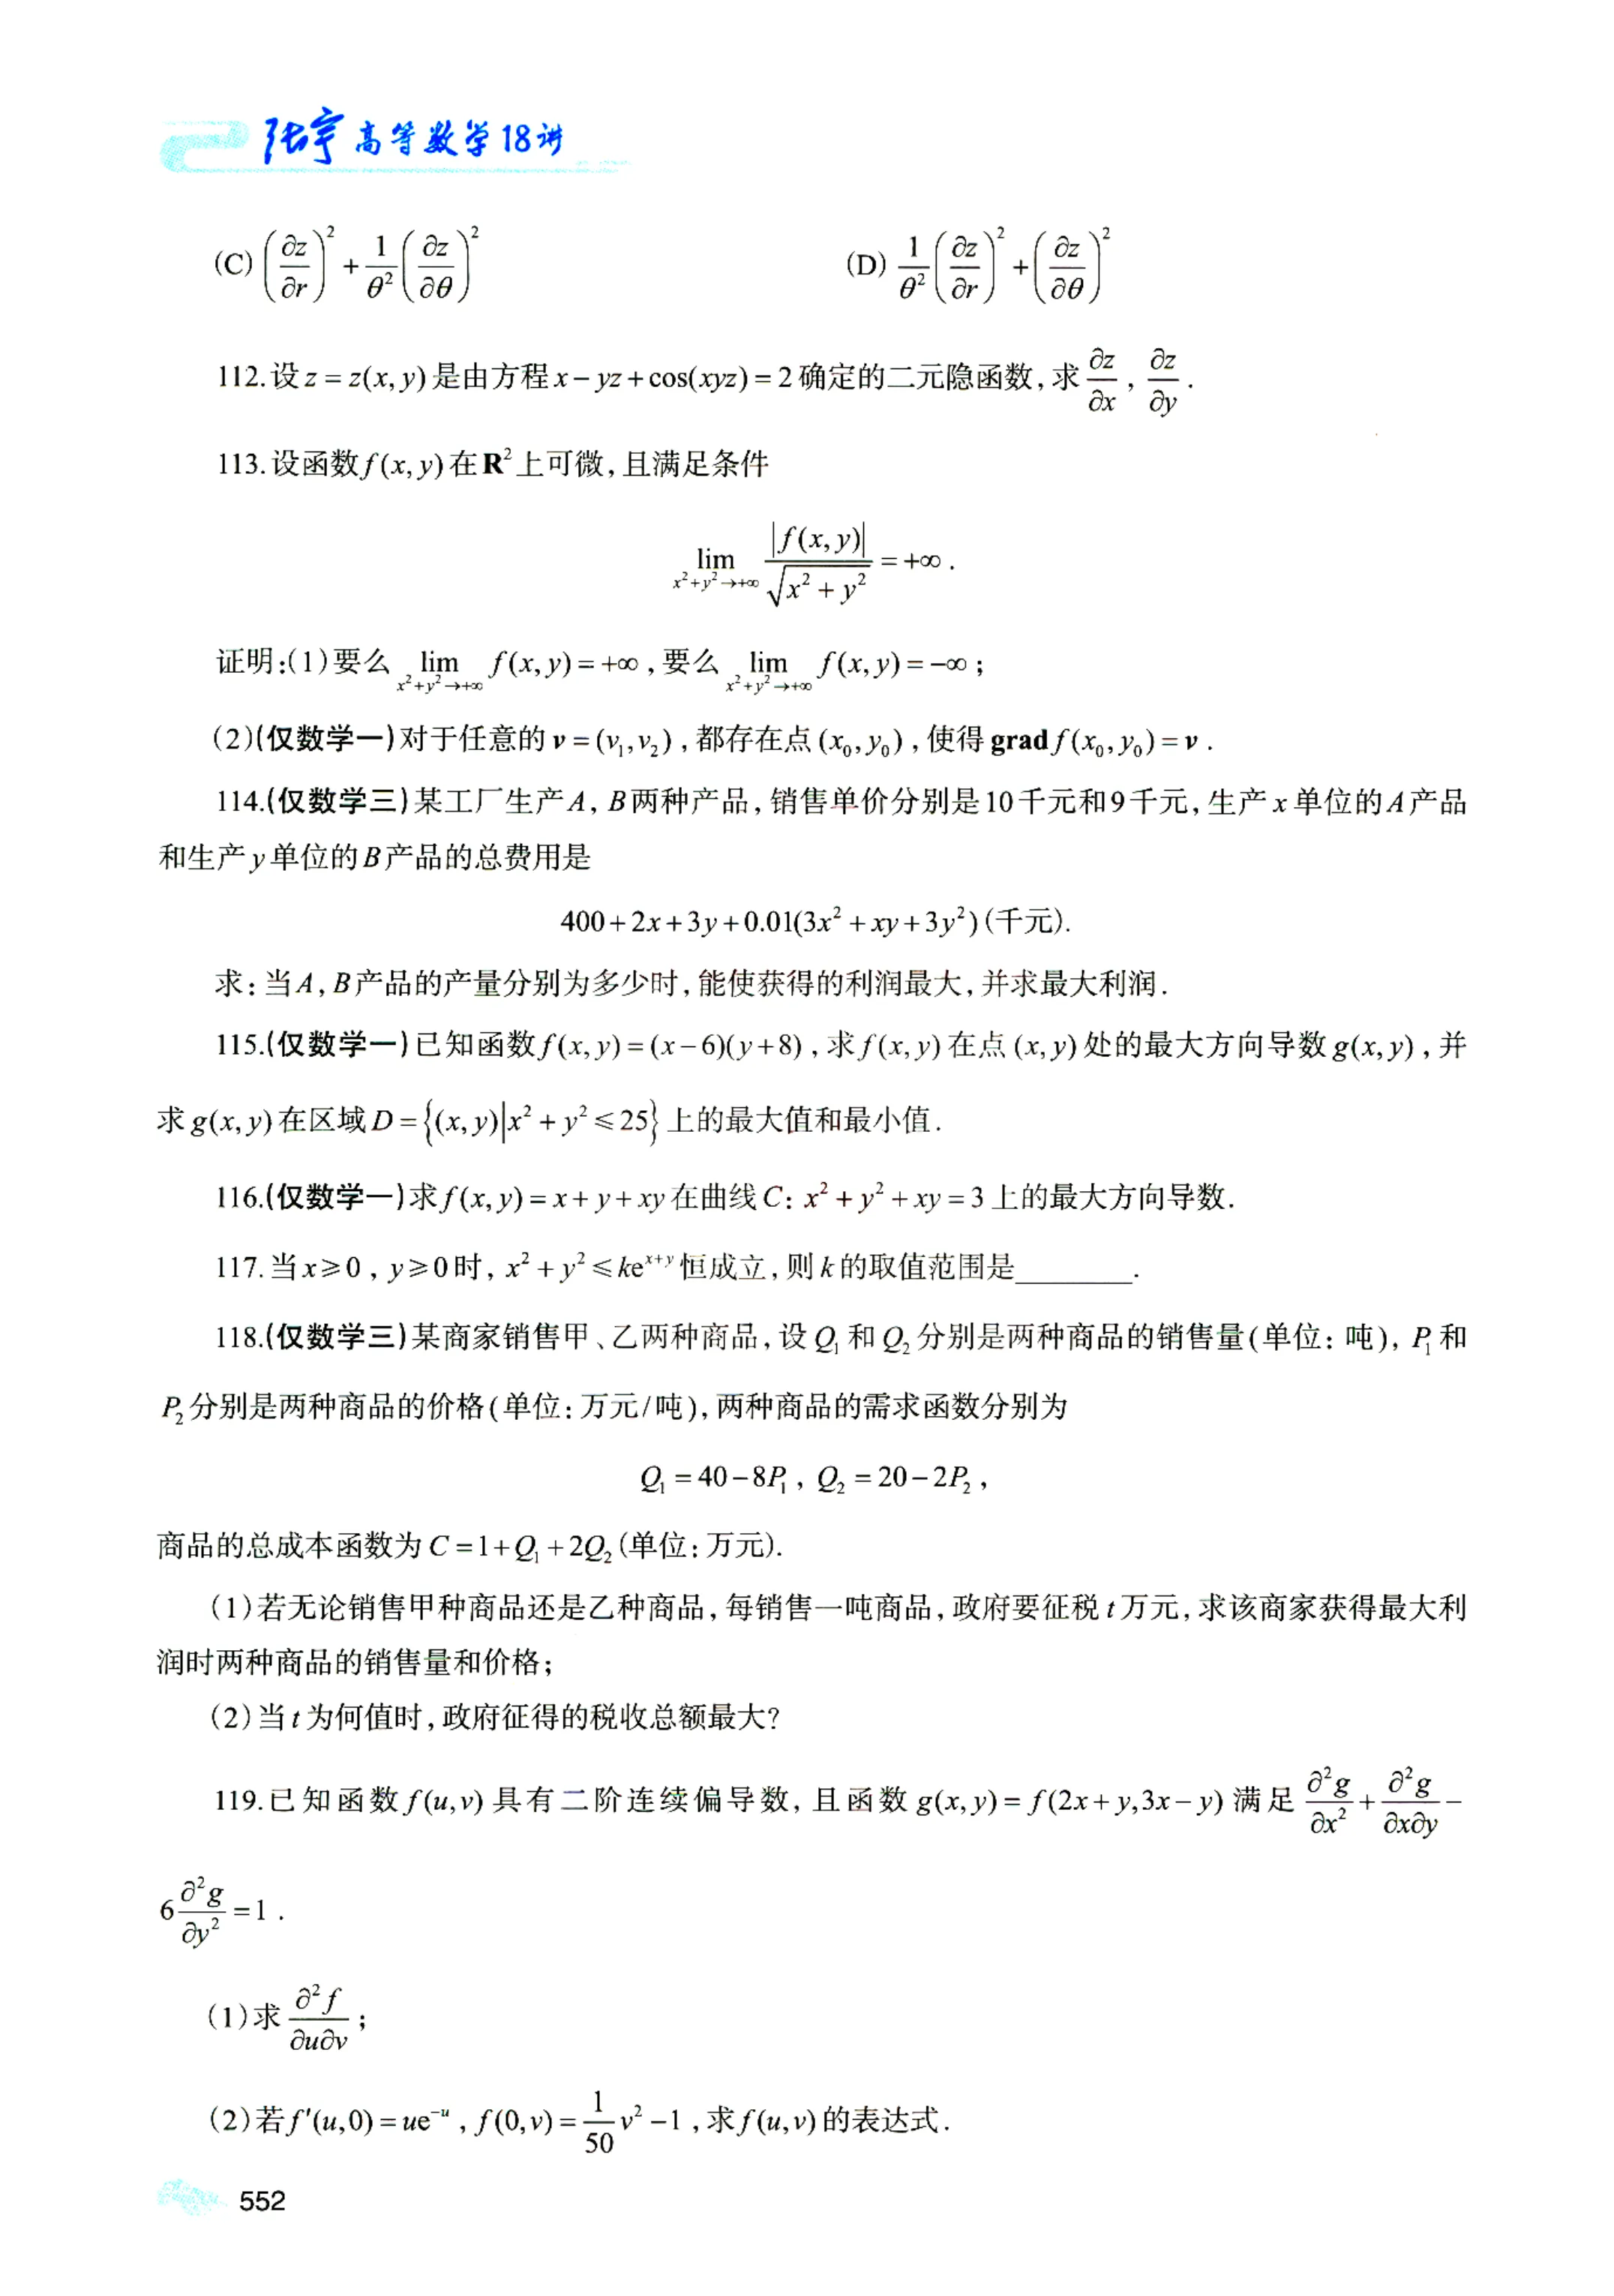 张宇高等数学18讲
(C) $\left(\frac{\partial z}{\partial r}\right)^2+\frac{1}{\theta^2}\left(\frac{\partial z}{\partial \theta}\right)^2$ (D) $\frac{1}{\theta^2}\left(\frac{\partial z}{\partial r}\right)^2+\left(\frac{\partial z}{\partial \theta}\right)^2$
112.设 $z=z(x,y)$ 是由方程 $x-yz+\cos(xyz)=2$ 确定的二元隐函数,求 $\frac{\partial z}{\partial x}$, $\frac{\partial z}{\partial y}$.
113.设函数 $f(x,y)$ 在 $\mathbf{R}^2$ 上可微,且满足条件
$\lim_{x^2+y^2\to+\infty}\frac{|f(x,y)|}{\sqrt{x^2+y^2}}=+\infty$.
证明:(1)要么 $\lim_{x^2+y^2\to+\infty}f(x,y)=+\infty$,要么 $\lim_{x^2+y^2\to+\infty}f(x,y)=-\infty$;
(2)(仅数学一)对于任意的 $\boldsymbol{v}=(v_1,v_2)$,都存在点 $(x_0,y_0)$,使得 $\mathbf{grad}f(x_0,y_0)=\boldsymbol{v}$.
114.(仅数学三)某工厂生产A, B两种产品,销售单价分别是10千元和9千元,生产 $x$ 单位的A产品
和生产 $y$ 单位的B产品的总费用是
$400+2x+3y+0.01(3x^2+xy+3y^2)$(千元).
求:当A, B产品的产量分别为多少时,能使获得的利润最大,并求最大利润.
115.(仅数学一)已知函数 $f(x,y)=(x-6)(y+8)$,求 $f(x,y)$ 在点 $(x,y)$ 处的最大方向导数 $g(x,y)$,并
求 $g(x,y)$ 在区域 $D=\left\{(x,y)\middle|x^2+y^2\leqslant 25\right\}$ 上的最大值和最小值.
116.(仅数学一)求 $f(x,y)=x+y+xy$ 在曲线 $C: x^2+y^2+xy=3$ 上的最大方向导数.
117.当 $x\geqslant 0$, $y\geqslant 0$ 时, $x^2+y^2\leqslant ke^{x+y}$ 恒成立,则 $k$ 的取值范围是________.
118.(仅数学三)某商家销售甲、乙两种商品,设 $Q_1$ 和 $Q_2$ 分别是两种商品的销售量(单位:吨), $P_1$ 和
$P_2$ 分别是两种商品的价格(单位:万元/吨),两种商品的需求函数分别为
$Q_1=40-8P_1$, $Q_2=20-2P_2$,
商品的总成本函数为 $C=1+Q_1+2Q_2$(单位:万元).
(1)若无论销售甲种商品还是乙种商品,每销售一吨商品,政府要征税 $t$ 万元,求该商家获得最大利
润时两种商品的销售量和价格;
(2)当 $t$ 为何值时,政府征得的税收总额最大?
119.已知函数 $f(u,v)$ 具有二阶连续偏导数,且函数 $g(x,y)=f(2x+y,3x-y)$ 满足 $\frac{\partial^2 g}{\partial x^2}+\frac{\partial^2 g}{\partial x\partial y}-$
$6\frac{\partial^2 g}{\partial y^2}=1$.
(1)求 $\frac{\partial^2 f}{\partial u\partial v}$;
(2)若 $f'(u,0)=ue^{-u}$, $f(0,v)=\frac{1}{50}v^2-1$,求 $f(u,v)$ 的表达式.
552